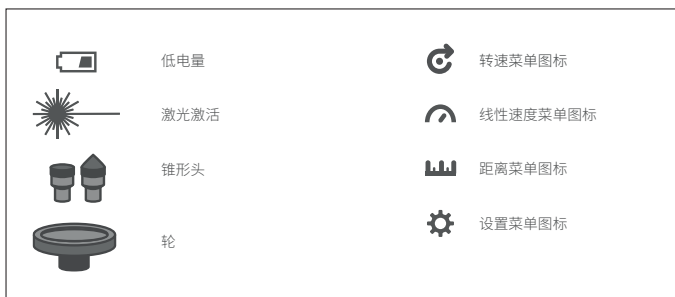 低电量
激光激活
锥形头
轮
转速菜单图标
线性速度菜单图标
距离菜单图标
设置菜单图标